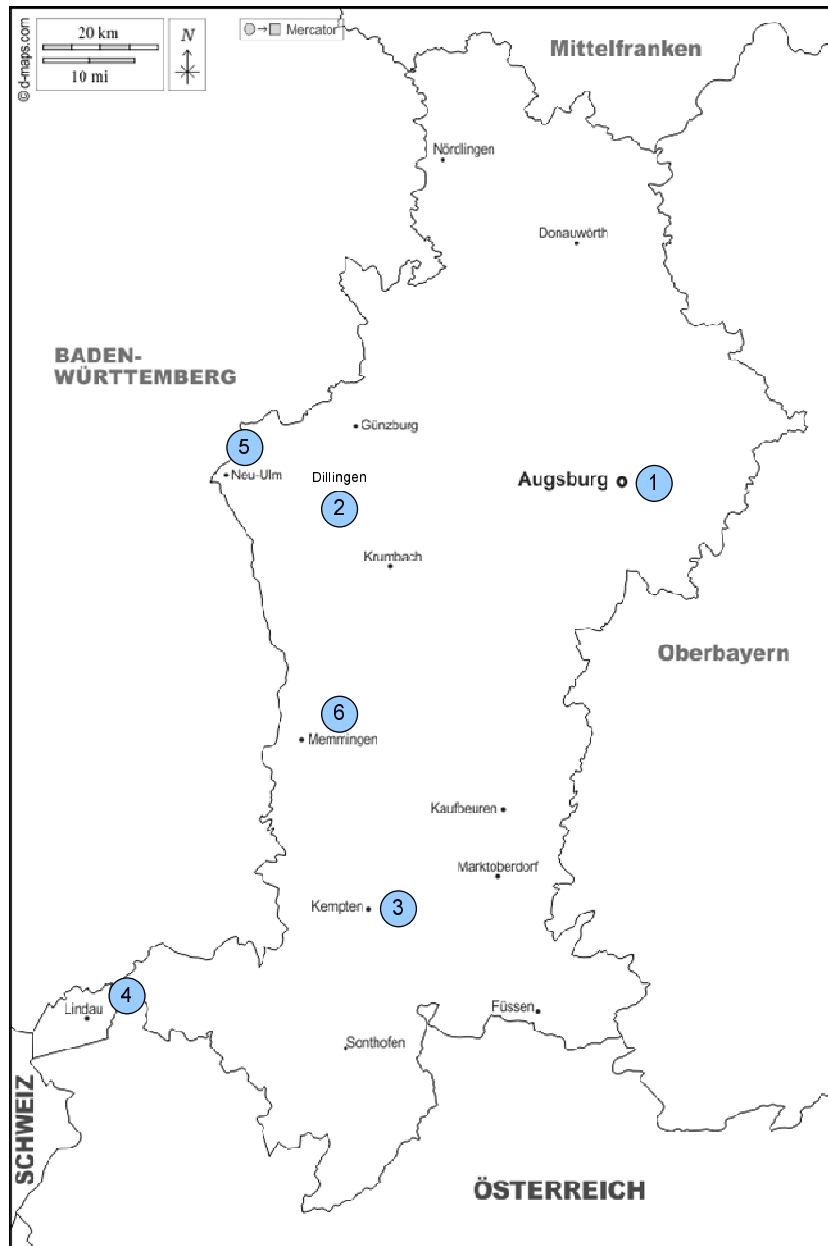 © d-maps.com
20 km
10 mi
N
Mercator
Mittelfranken
Nördlingen
Donauwörth
BADEN-
WÜRTTEMBERG
Günzburg
5
Neu-Ulm
Dillingen
Augsburg
1
2
Krumbach
Oberbayern
6
Memmingen
Kaufbeuren
Marktoberdorf
Kempten
3
4
Lindau
Füssen
Sonthofen
SCHWEIZ
ÖSTERREICH